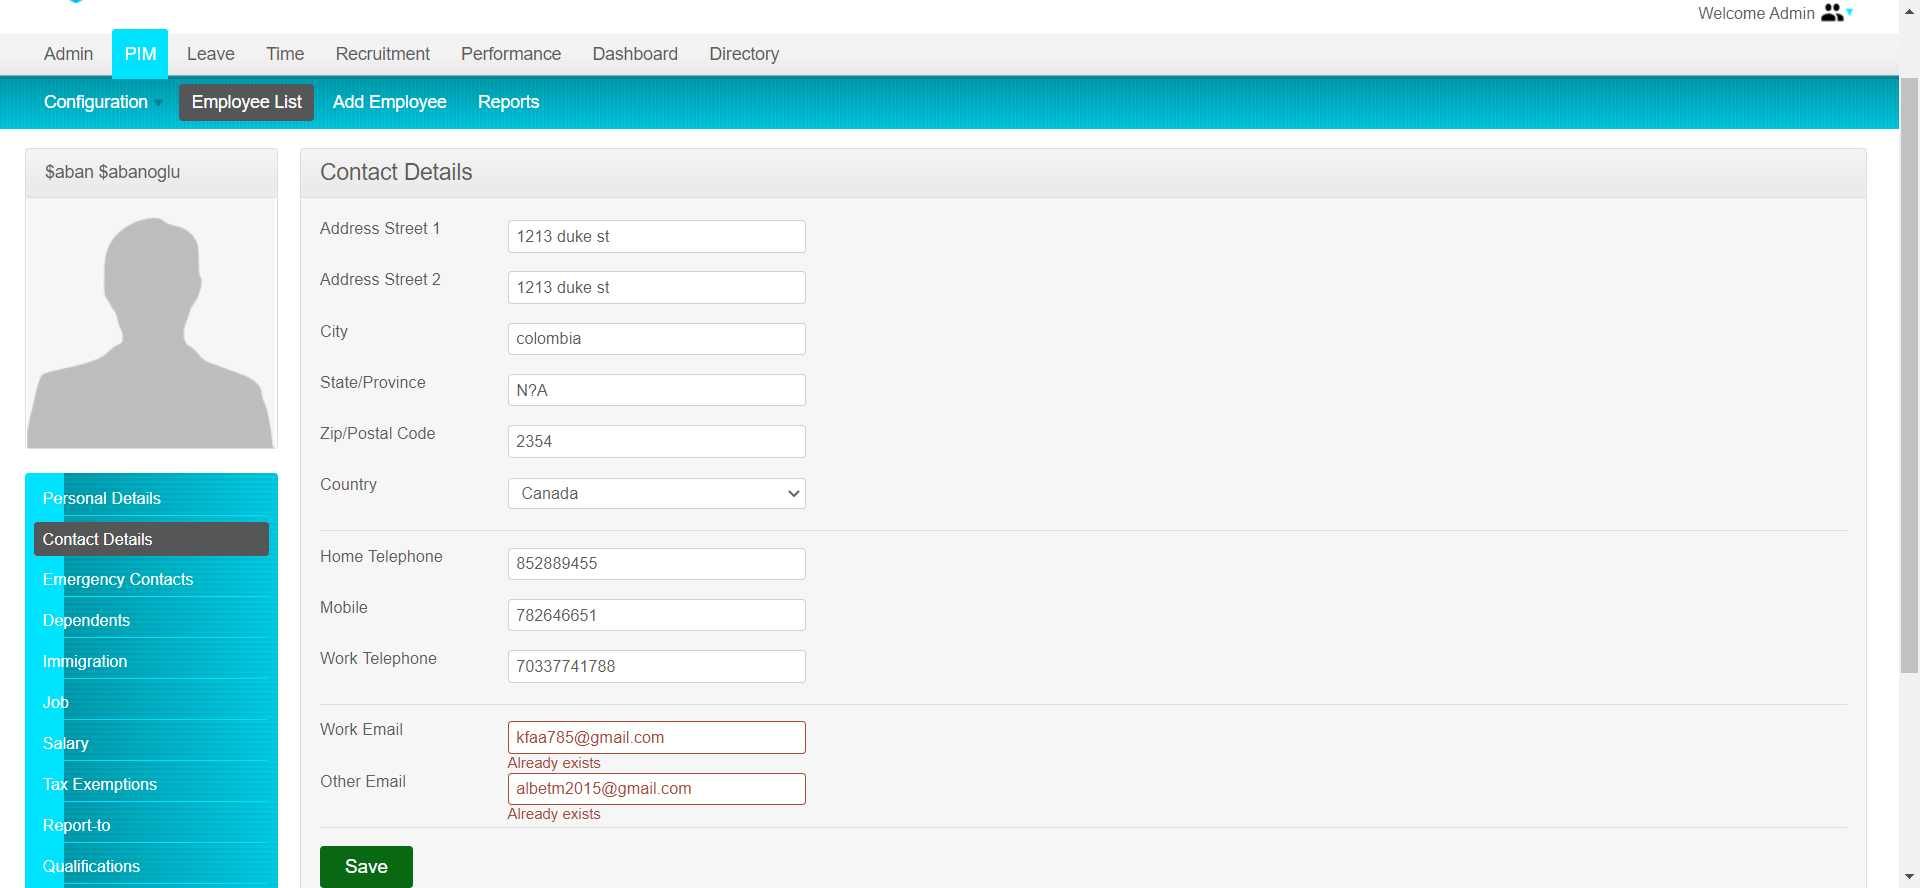 Welcome Admin
Admin PIM Leave Time Recruitment Performance Dashboard Directory
Configuration Employee List Add Employee Reports
$aban $abanoglu
Contact Details
Address Street 1 1213 duke st
Address Street 2 1213 duke st
City colombia
State/Province N?A
Zip/Postal Code 2354
Country Canada
Home Telephone 852889455
Mobile 782646651
Work Telephone 70337741788
Work Email kfaa785@gmail.com
Already exists
Other Email albetm2015@gmail.com
Already exists
Save
Personal Details
Contact Details
Emergency Contacts
Dependents
Immigration
Job
Salary
Tax Exemptions
Report-to
Qualifications